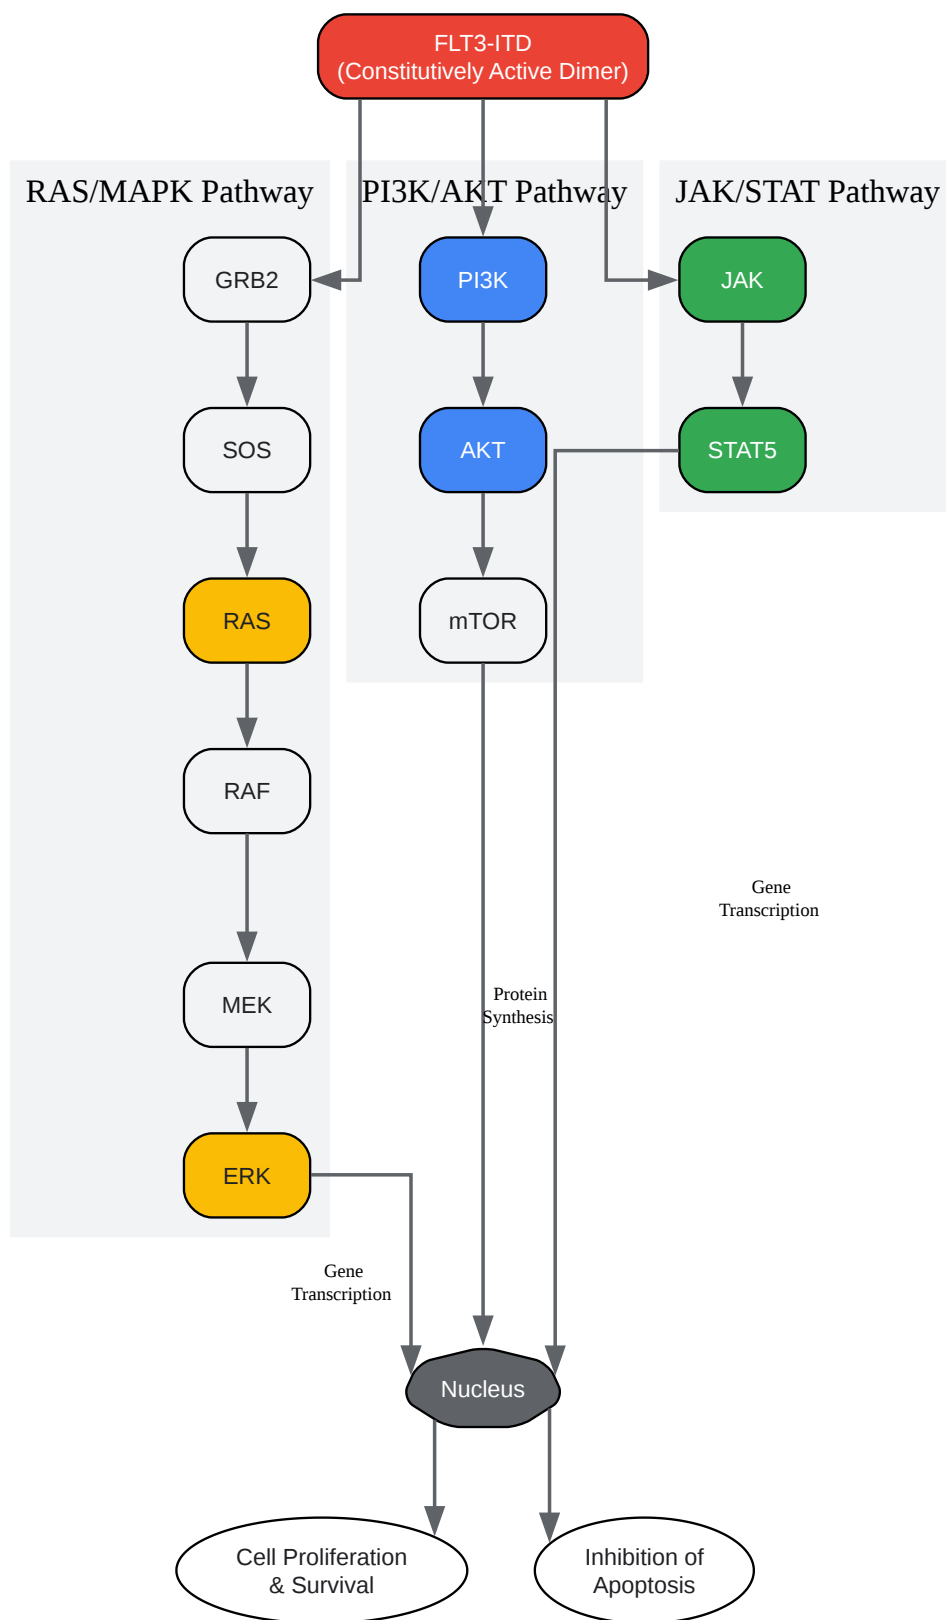 FLT3-ITD
(Constitutively Active Dimer)
RAS/MAPK Pathway
PI3K/AKT Pathway
JAK/STAT Pathway
GRB2
PI3K
JAK
SOS
AKT
STAT5
RAS
mTOR
RAF
Gene
Transcription
MEK
Protein
Synthesis
ERK
Gene
Transcription
Nucleus
Cell Proliferation
& Survival
Inhibition of
Apoptosis